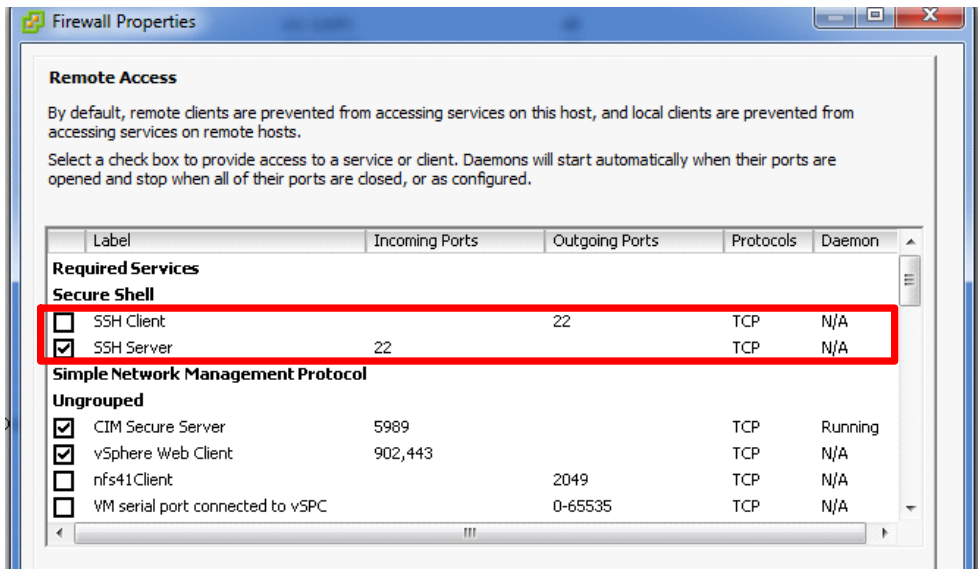 Firewall Properties
Remote Access
By default, remote clients are prevented from accessing services on this host, and local clients are prevented from
accessing services on remote hosts.
Select a check box to provide access to a service or client. Daemons will start automatically when their ports are
opened and stop when all of their ports are closed, or as configured.
Label Incoming Ports Outgoing Ports Protocols Daemon
Required Services
Secure Shell
SSH Client 22 TCP N/A
SSH Server 22 TCP N/A
Simple Network Management Protocol
Ungrouped
CIM Secure Server 5989 TCP Running
vSphere Web Client 902,443 TCP N/A
nfs41Client 2049 TCP N/A
VM serial port connected to vSPC 0-65535 TCP N/A